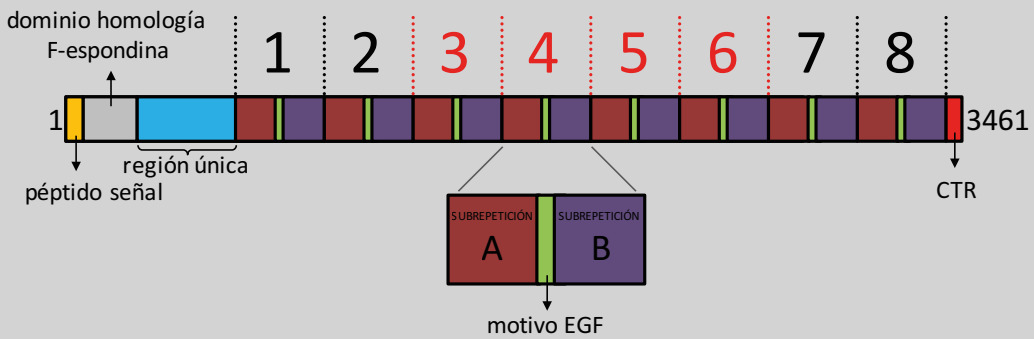 dominio homología
F-espondina
1 2 3 4 5 6 7 8
1
3461
región única
péptido señal
CTR
SUBREPETICIÓN
A
SUBREPETICIÓN
B
motivo EGF